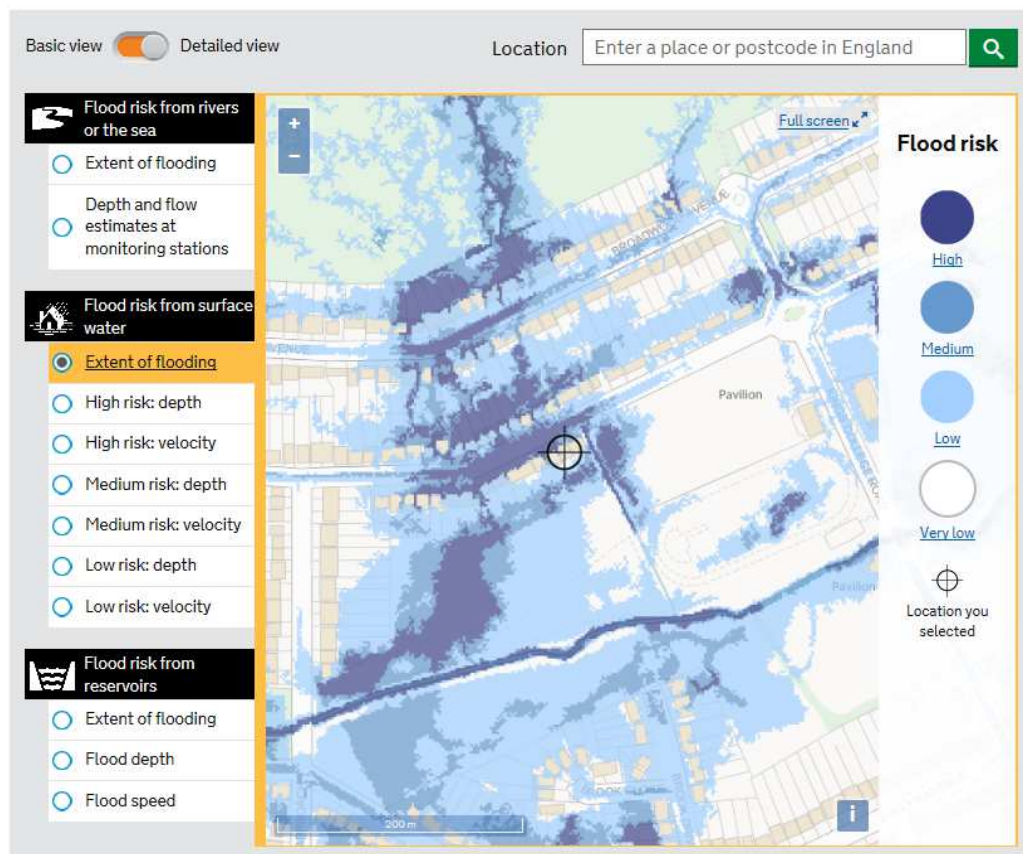 Basic view
Detailed view
Location
Enter a place or postcode in England
Flood risk from rivers
or the sea
Extent of flooding
Depth and flow
estimates at
monitoring stations
Flood risk from surface
water
Extent of flooding
High risk: depth
High risk: velocity
Medium risk: depth
Medium risk: velocity
Low risk: depth
Low risk: velocity
Flood risk from
reservoirs
Extent of flooding
Flood depth
Flood speed
+
−
Full screen
AVENUE
Pavilion
Pavilion
200 m
i
Flood risk
High
Medium
Low
Very low
Location you
selected